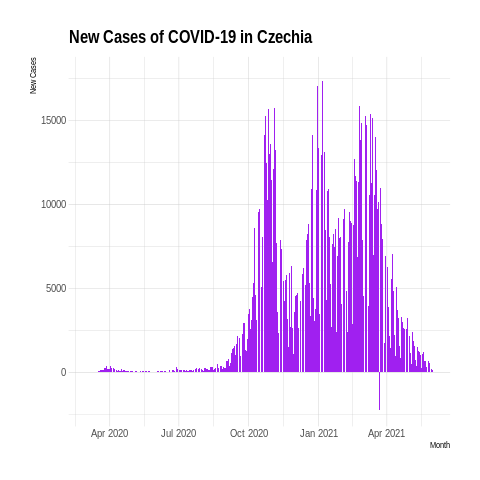 New Cases of COVID-19 in Czechia
New Cases
15000
10000
5000
0
Apr 2020 Jul 2020 Oct 2020 Jan 2021 Apr 2021
Month